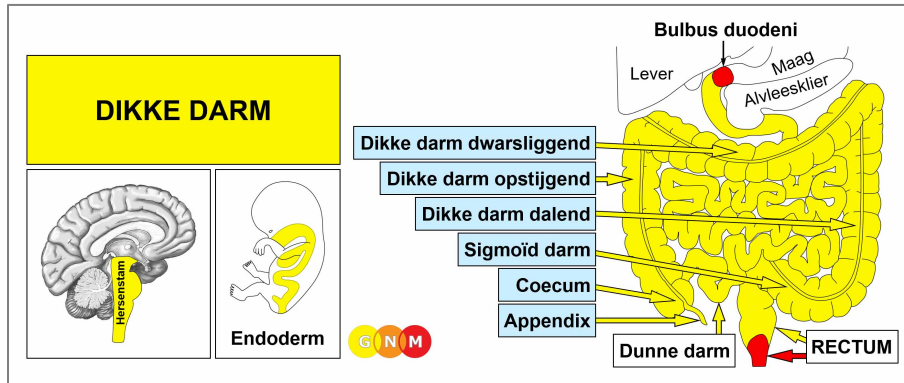 DIKKE DARM
Hersenstam
Endoderm
G N M
Bulbus duodeni
Lever
Maag
Alvleesklier
Dikke darm dwarsliggend
Dikke darm opstijgend
Dikke darm dalend
Sigmoïd darm
Coecum
Appendix
Dunne darm
RECTUM